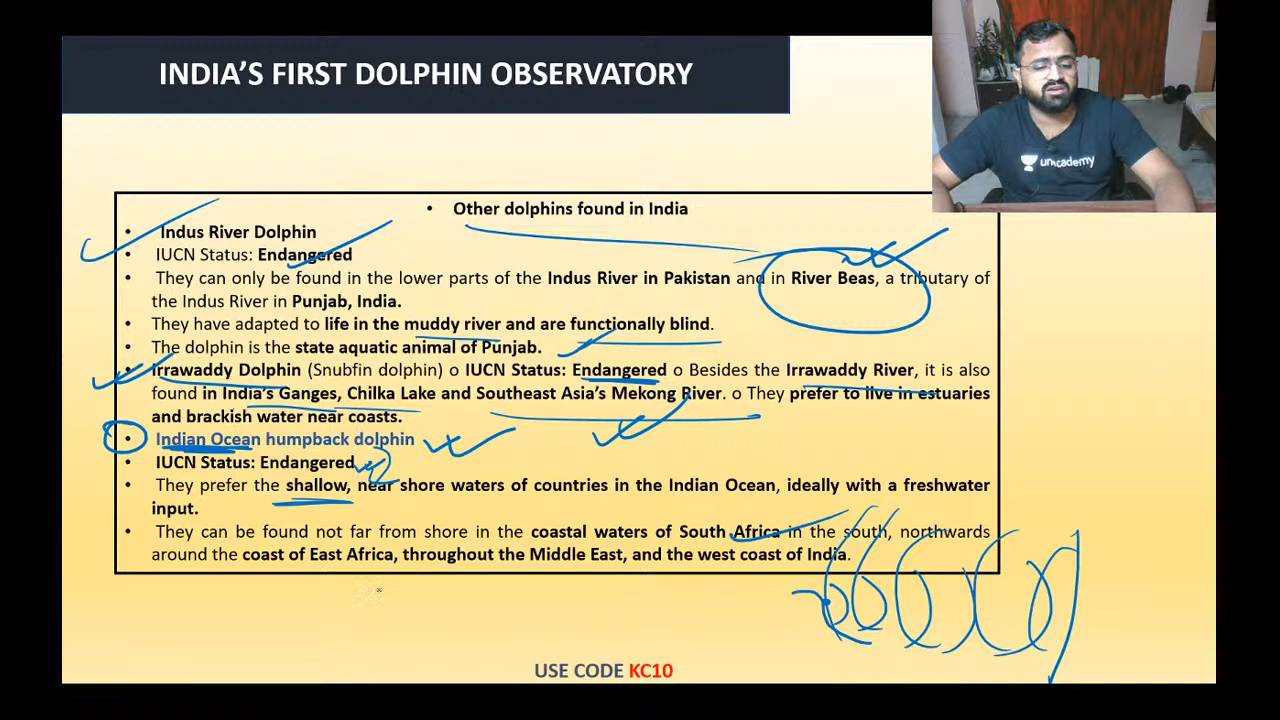 INDIA'S FIRST DOLPHIN OBSERVATORY
unacademy
• Other dolphins found in India
• Indus River Dolphin
• IUCN Status: Endangered
• They can only be found in the lower parts of the Indus River in Pakistan and in River Beas, a tributary of
the Indus River in Punjab, India.
• They have adapted to life in the muddy river and are functionally blind.
• The dolphin is the state aquatic animal of Punjab.
• Irrawaddy Dolphin (Snubfin dolphin) o IUCN Status: Endangered o Besides the Irrawaddy River, it is also
found in India's Ganges, Chilka Lake and Southeast Asia's Mekong River. o They prefer to live in estuaries
and brackish water near coasts.
• Indian Ocean humpback dolphin
• IUCN Status: Endangered
• They prefer the shallow, near shore waters of countries in the Indian Ocean, ideally with a freshwater
input.
• They can be found not far from shore in the coastal waters of South Africa in the south, northwards
around the coast of East Africa, throughout the Middle East, and the west coast of India.
USE CODE KC10